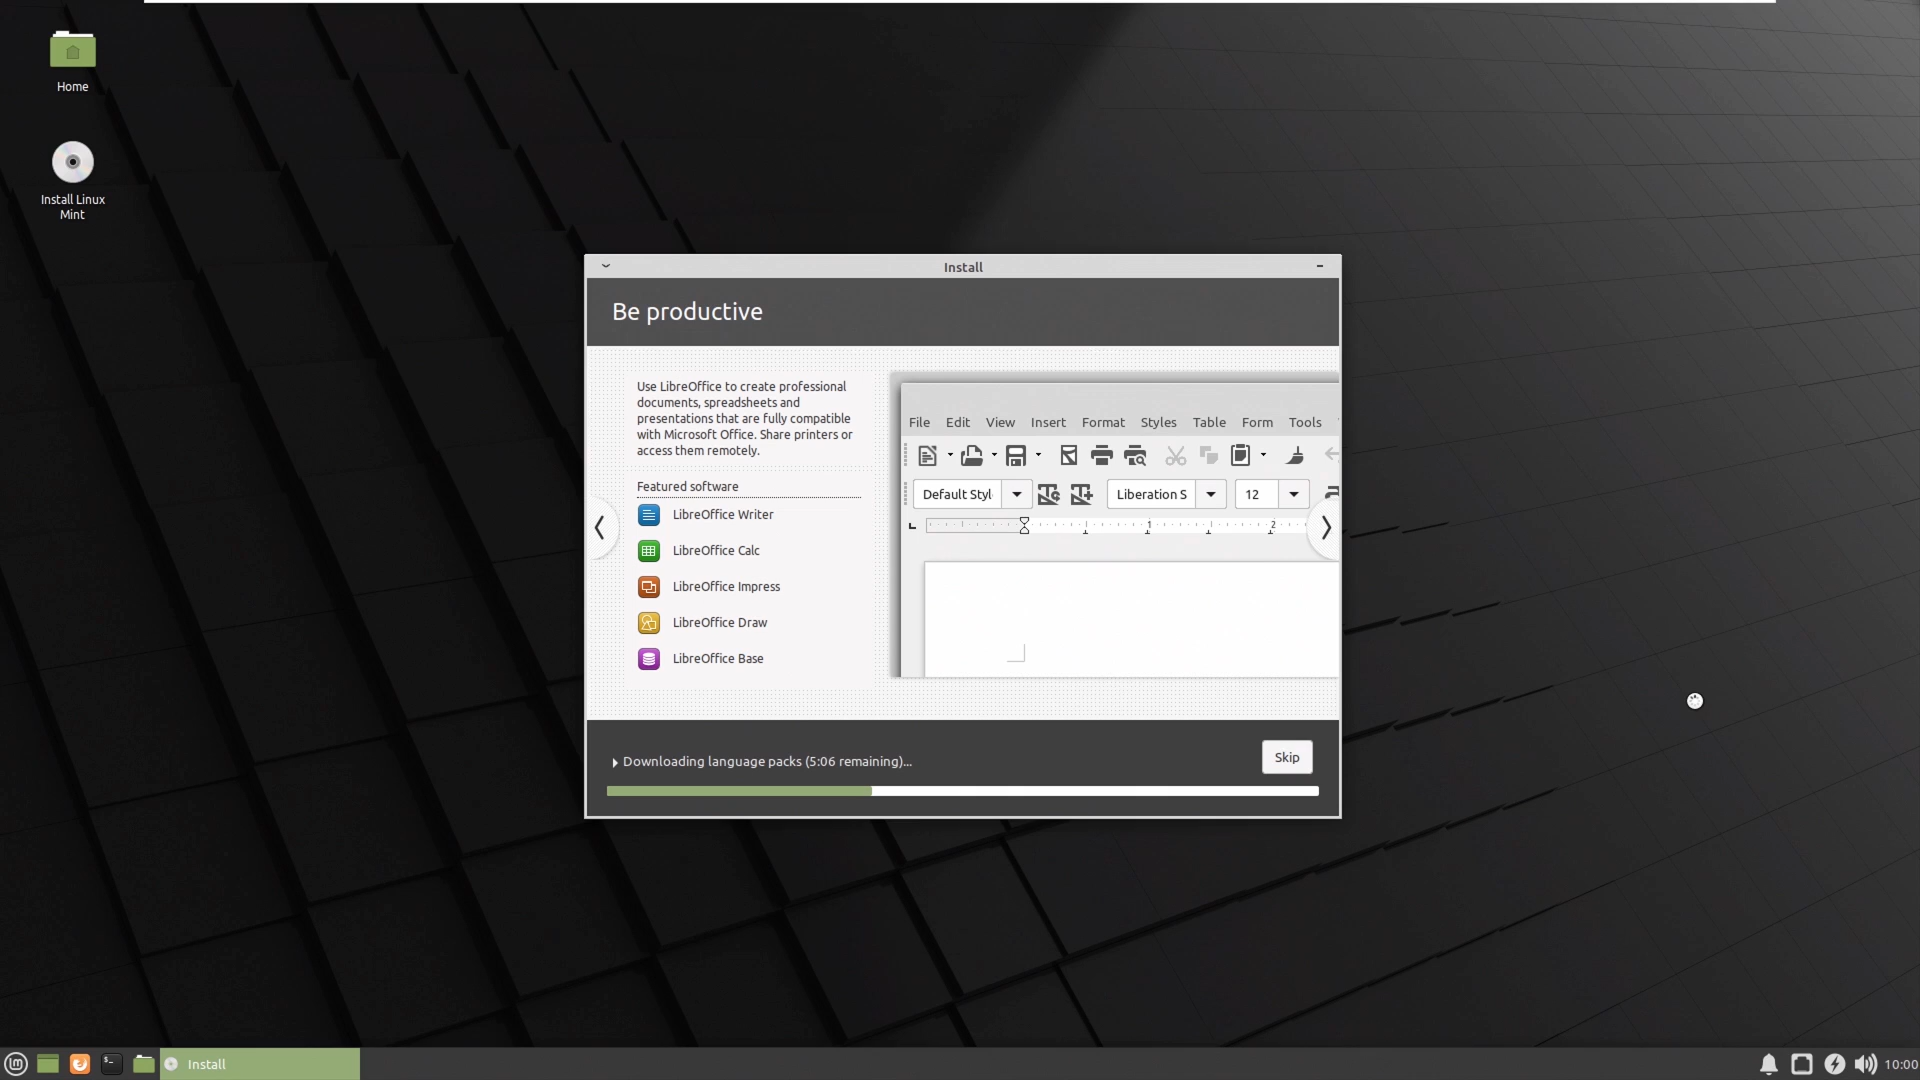 Home
Install Linux
Mint
Install
Be productive
Use LibreOffice to create professional
documents, spreadsheets and
presentations that are fully compatible
with Microsoft Office. Share printers or
access them remotely.
Featured software
LibreOffice Writer
LibreOffice Calc
LibreOffice Impress
LibreOffice Draw
LibreOffice Base
File Edit View Insert Format Styles Table Form Tools
Default Styl Liberation S 12
1 2
Downloading language packs (5:06 remaining)...
Skip
Install
10:00